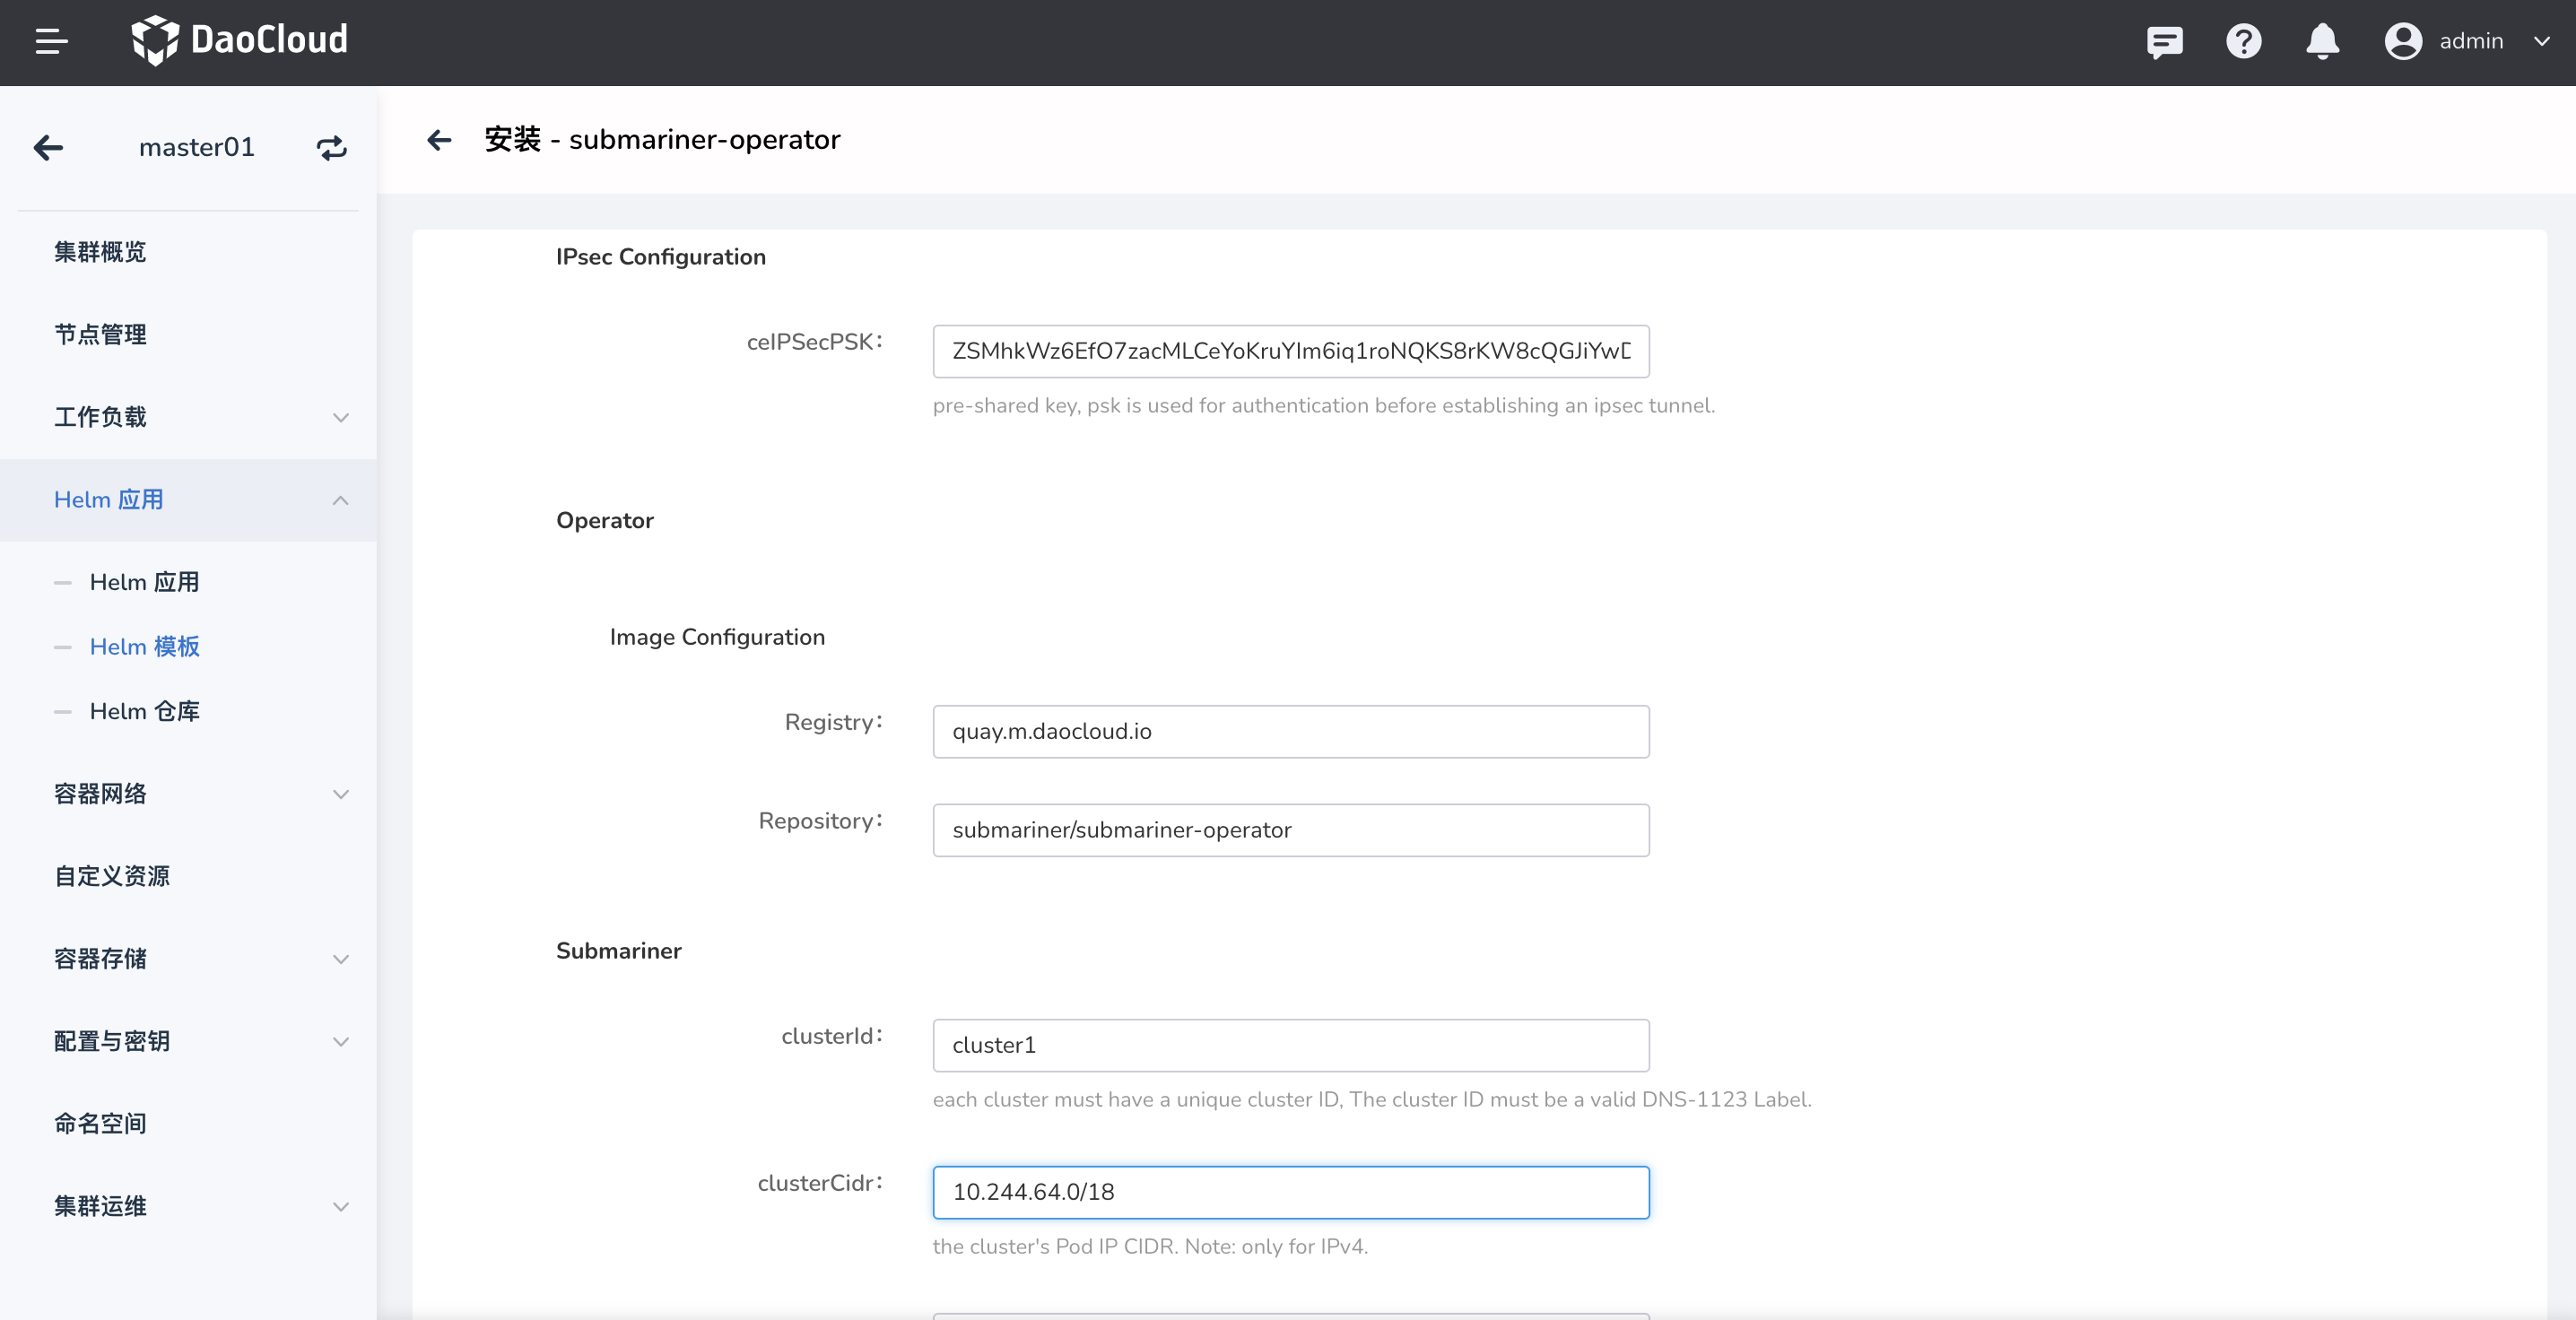 DaoCloud
admin
master01
集群概览
节点管理
工作负载
Helm 应用
Helm 应用
Helm 模板
Helm 仓库
容器网络
自定义资源
容器存储
配置与密钥
命名空间
集群运维
安装 - submariner-operator
IPsec Configuration
ceIPSecPSK:
ZSMhkWz6EfO7zacMLCeYoKruYIm6iq1roNQKS8rKW8cQGJiYwD
pre-shared key, psk is used for authentication before establishing an ipsec tunnel.
Operator
Image Configuration
Registry:
quay.m.daocloud.io
Repository:
submariner/submariner-operator
Submariner
clusterId:
cluster1
each cluster must have a unique cluster ID, The cluster ID must be a valid DNS-1123 Label.
clusterCidr:
10.244.64.0/18
the cluster's Pod IP CIDR. Note: only for IPv4.